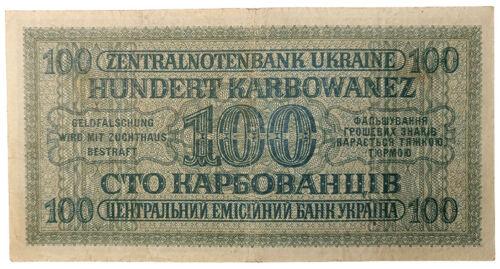 100 ZENTRALNOTENBANK UKRAINE 100
HUNDERT KARBOWANEZ
GELDFÄLSCHUNG
WIRD MIT ZUCHTHAUS
BESTRAFT
100
ФАЛЬШУВАННЯ
ГРОШЕВИХ ЗНАКІВ
КАРАЄТЬСЯ ТЯЖКОЮ
ТЮРМОЮ
СТО КАРБОВАНЦІВ
100 ЦЕНТРАЛЬНИЙ ЕМІСІЙНИЙ БАНК УКРАЇНА 100